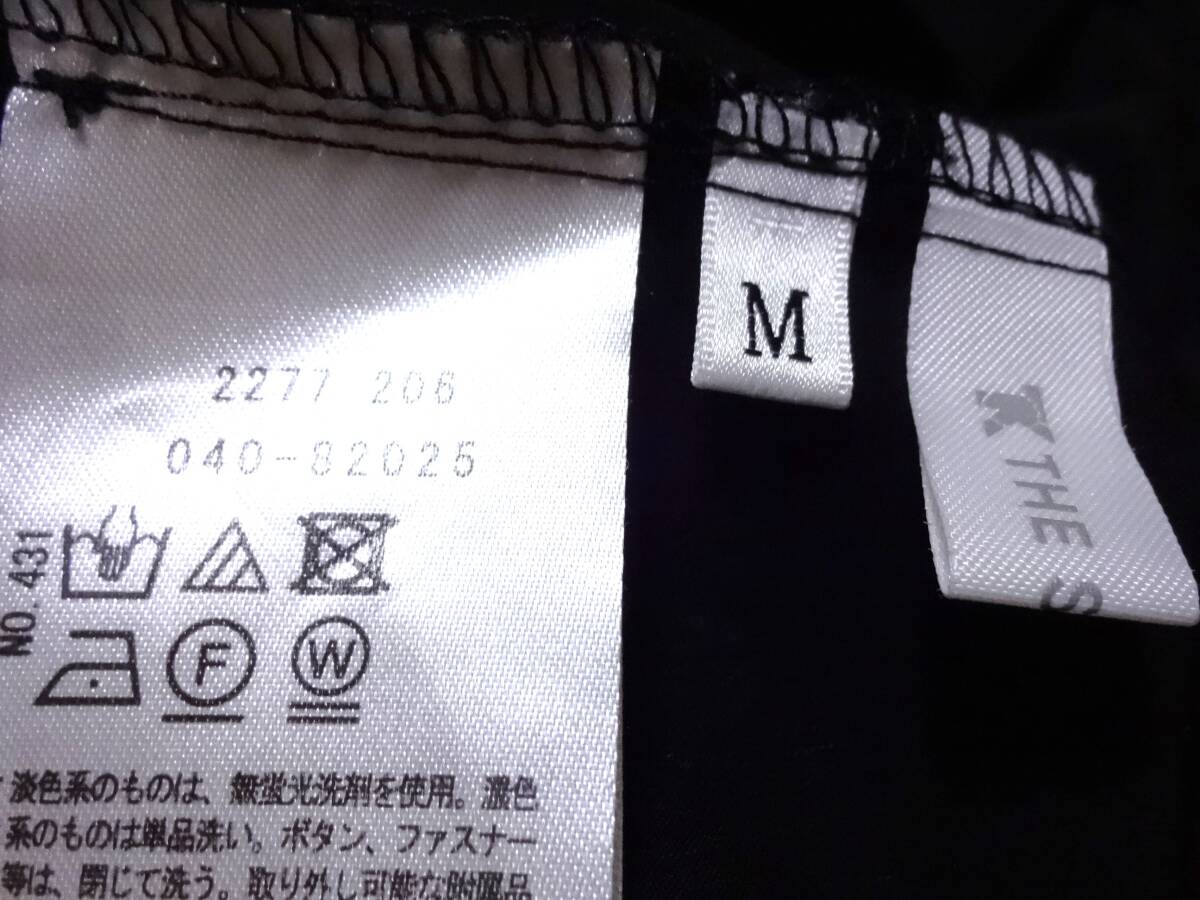 2277 206
040-82025
No. 431
F
W
淡色系のものは、無蛍光洗剤を使用。濃色
系のものは単品洗い。ボタン、ファスナー
等は、閉じて洗う。取り外し可能な附属品
M
TK THE S